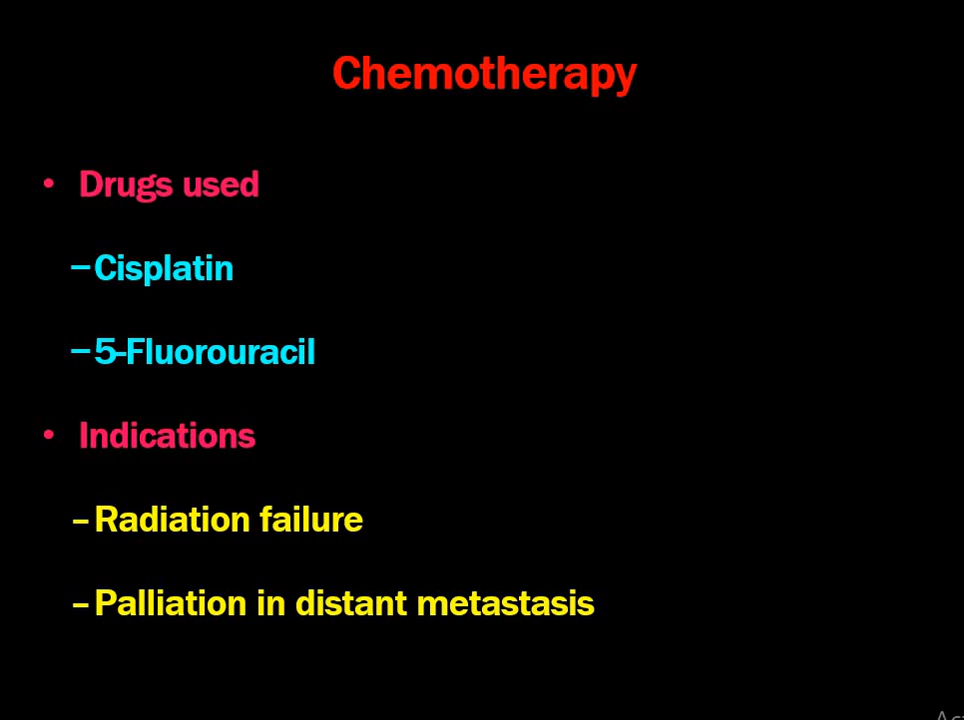 Chemotherapy
• Drugs used
–Cisplatin
–5-Fluorouracil
• Indications
–Radiation failure
–Palliation in distant metastasis